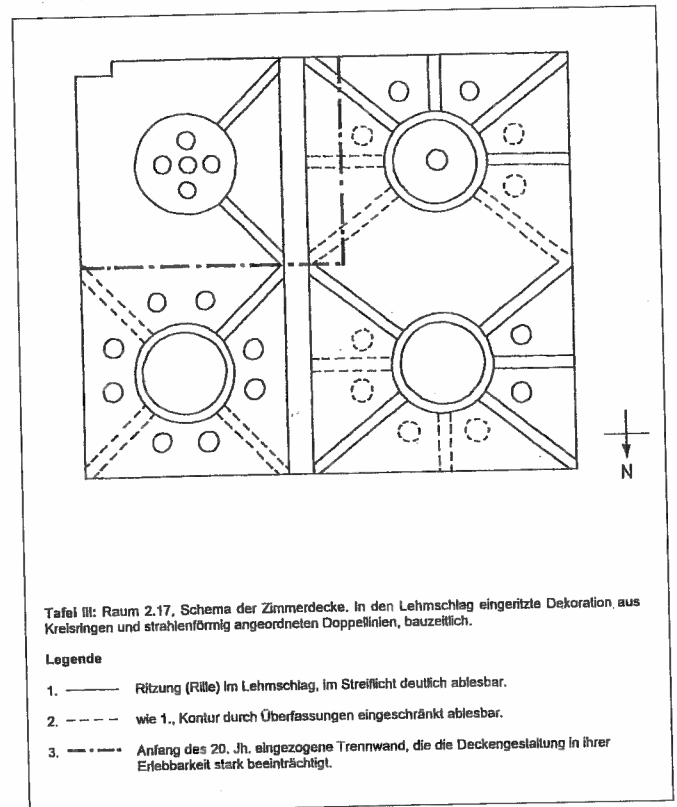 N
Tafel III: Raum 2.17, Schema der Zimmerdecke. In den Lehmschlag eingeritzte Dekoration aus
Kreisringen und strahlenförmig angeordneten Doppellinien, bauzeitlich.
Legende
1. ——— Ritzung (Rille) im Lehmschlag, im Streiflicht deutlich ablesbar.
2. – – – – wie 1., Kontur durch Überfassungen eingeschränkt ablesbar.
3. — · — · — Anfang des 20. Jh. eingezogene Trennwand, die die Deckengestaltung in ihrer
Erlebbarkeit stark beeinträchtigt.